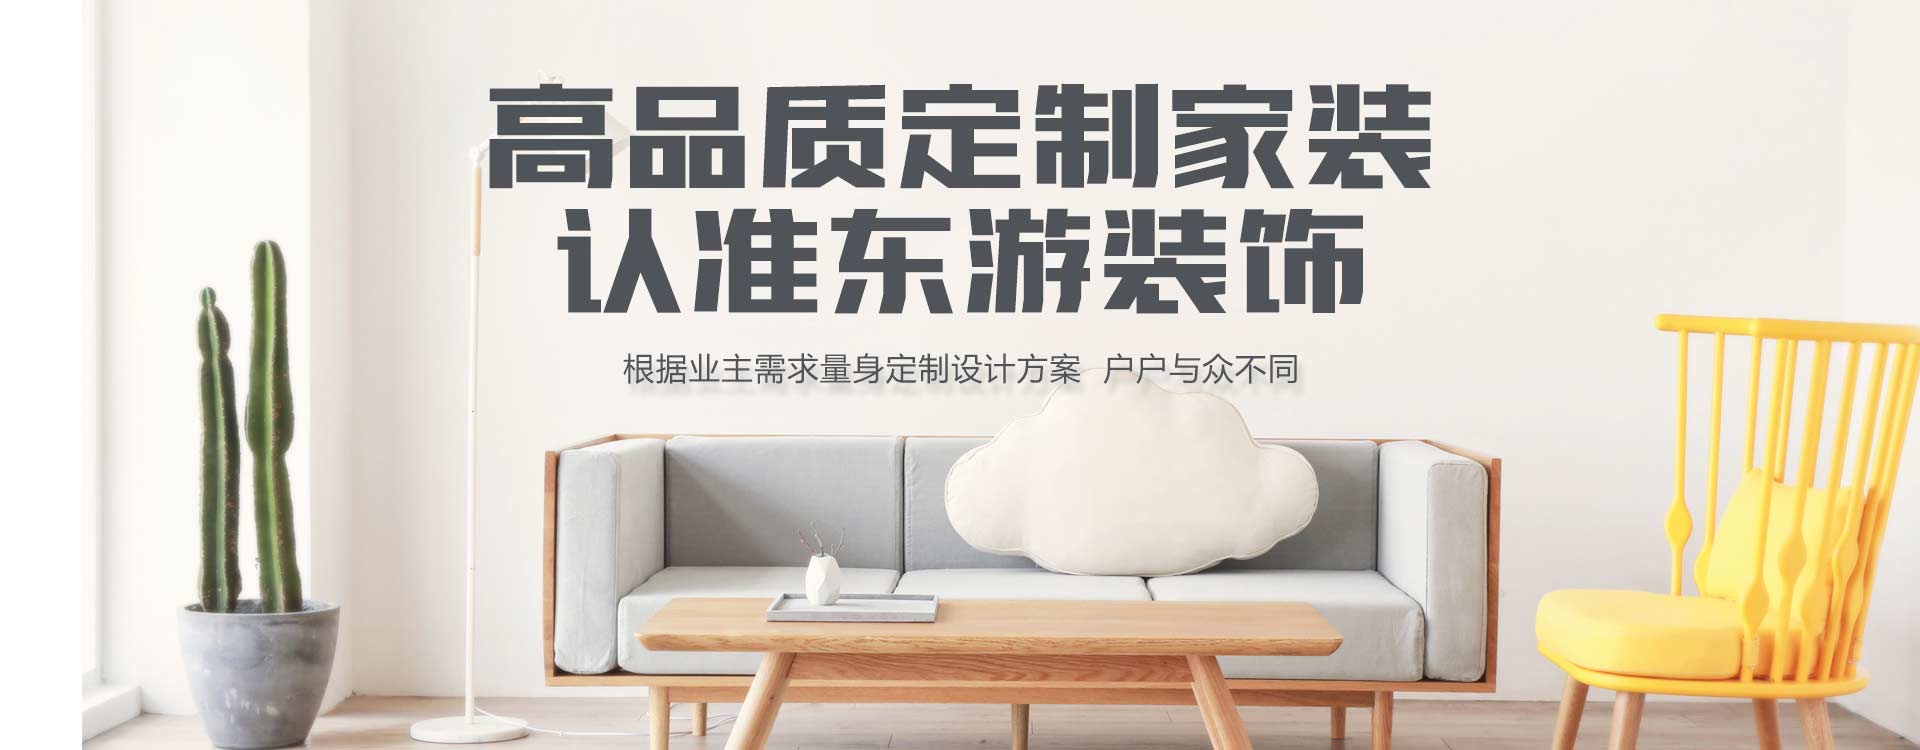 高品质定制家装
认准东游装饰
根据业主需求量身定制设计方案 户户与众不同